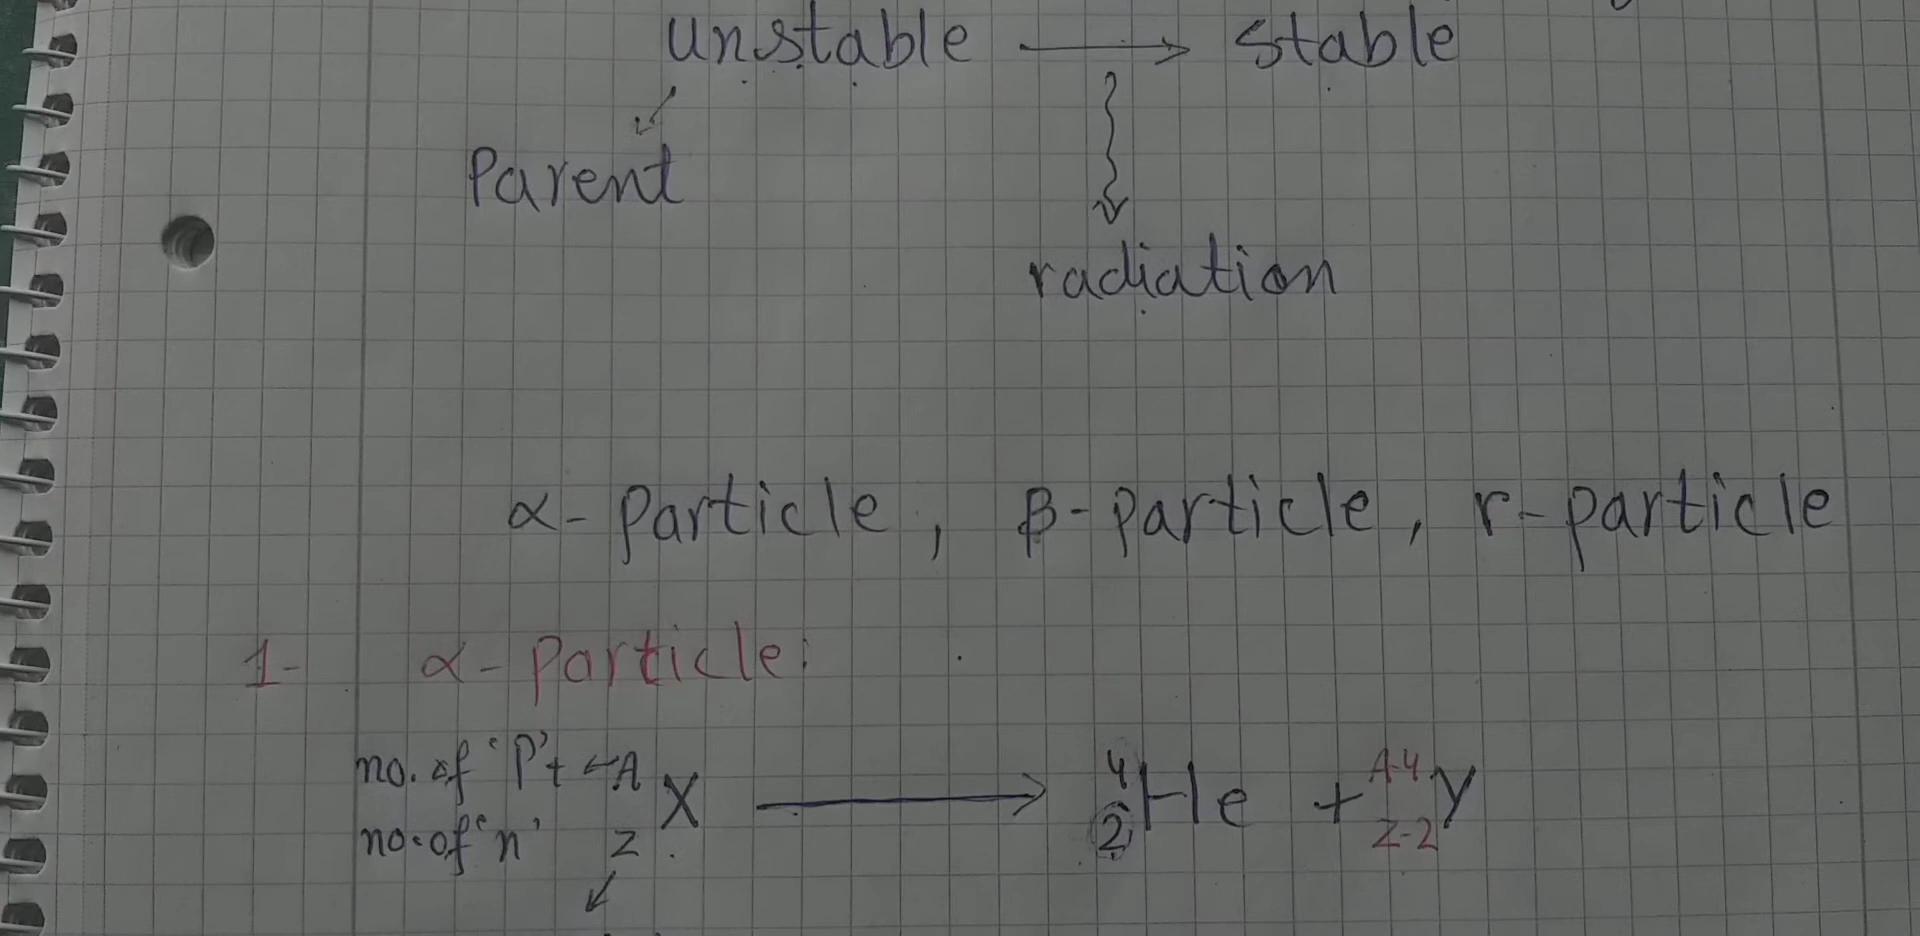 unstable → stable
Parent
radiation
α-particle, β-particle, r-particle
1- α-particle:
no. of 'P' + ← A X → 4 He + A-4 Y
no. of 'n' Z 2 Z-2